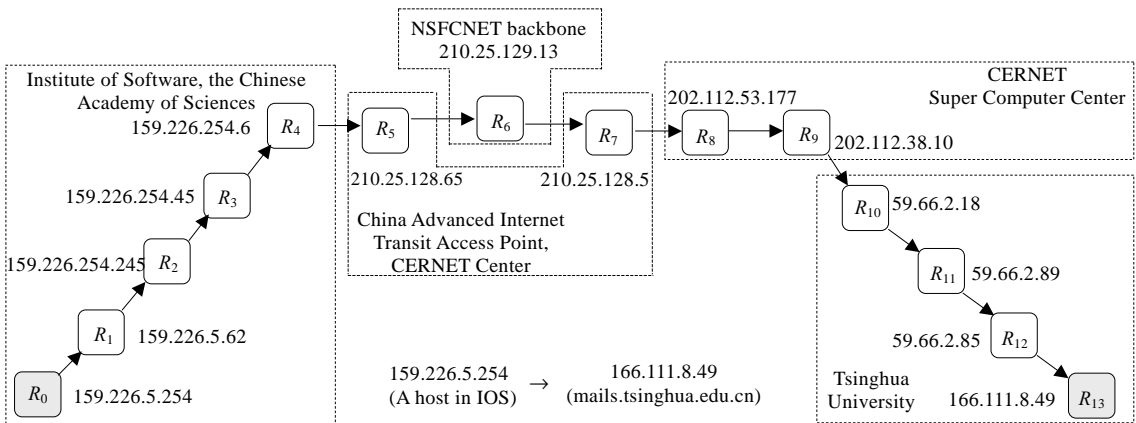 NSFCNET backbone
210.25.129.13
Institute of Software, the Chinese
Academy of Sciences
159.226.254.6
R4
R5
R6
R7
CERNET
Super Computer Center
202.112.53.177
R8
R9
202.112.38.10
159.226.254.45
R3
210.25.128.65
210.25.128.5
China Advanced Internet
Transit Access Point,
CERNET Center
R10
59.66.2.18
159.226.254.245
R2
R11
59.66.2.89
R1
159.226.5.62
59.66.2.85
R12
R0
159.226.5.254
159.226.5.254 → 166.111.8.49
(A host in IOS) (mails.tsinghua.edu.cn)
Tsinghua
University
166.111.8.49
R13